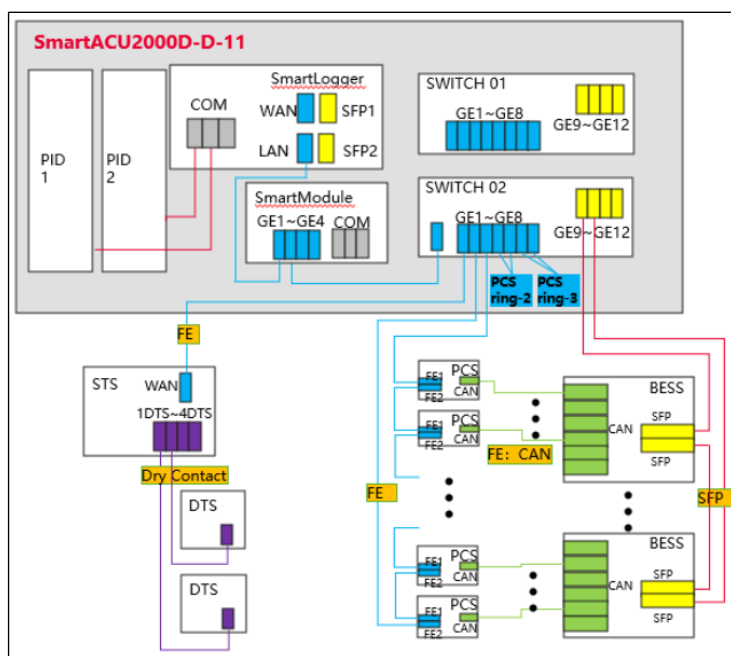 SmartACU2000D-D-11
PID
1
PID
2
SmartLogger
COM
WAN
SFP1
LAN
SFP2
SmartModule
GE1~GE4
COM
SWITCH 01
GE1~GE8
GE9~GE12
SWITCH 02
GE1~GE8
GE9~GE12
PCS
ring-2
PCS
ring-3
FE
STS
WAN
1DTS~4DTS
Dry Contact
DTS
DTS
FE1
FE2
PCS
CAN
FE1
FE2
PCS
CAN
FE: CAN
FE
BESS
SFP
CAN
SFP
SFP
FE1
FE2
PCS
CAN
FE1
FE2
PCS
CAN
BESS
SFP
CAN
SFP